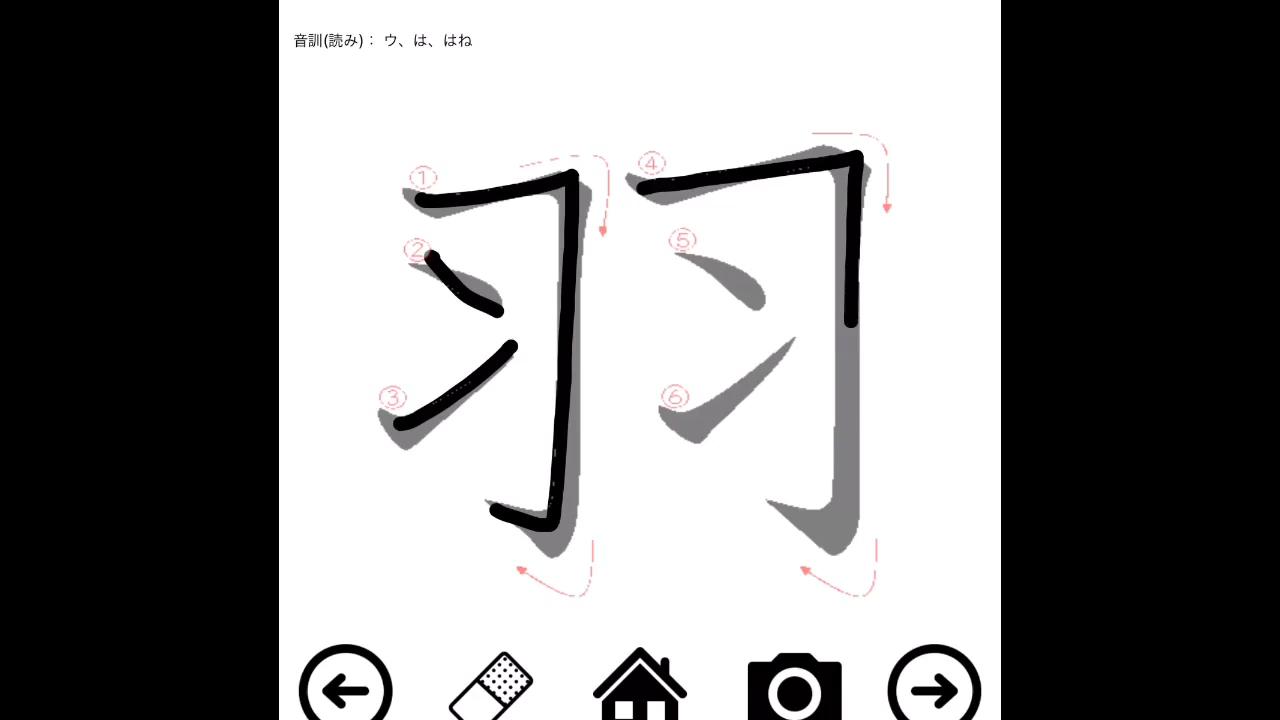 音訓(読み)： ウ、は、はね
① ④
② ⑤
③ ⑥
羽